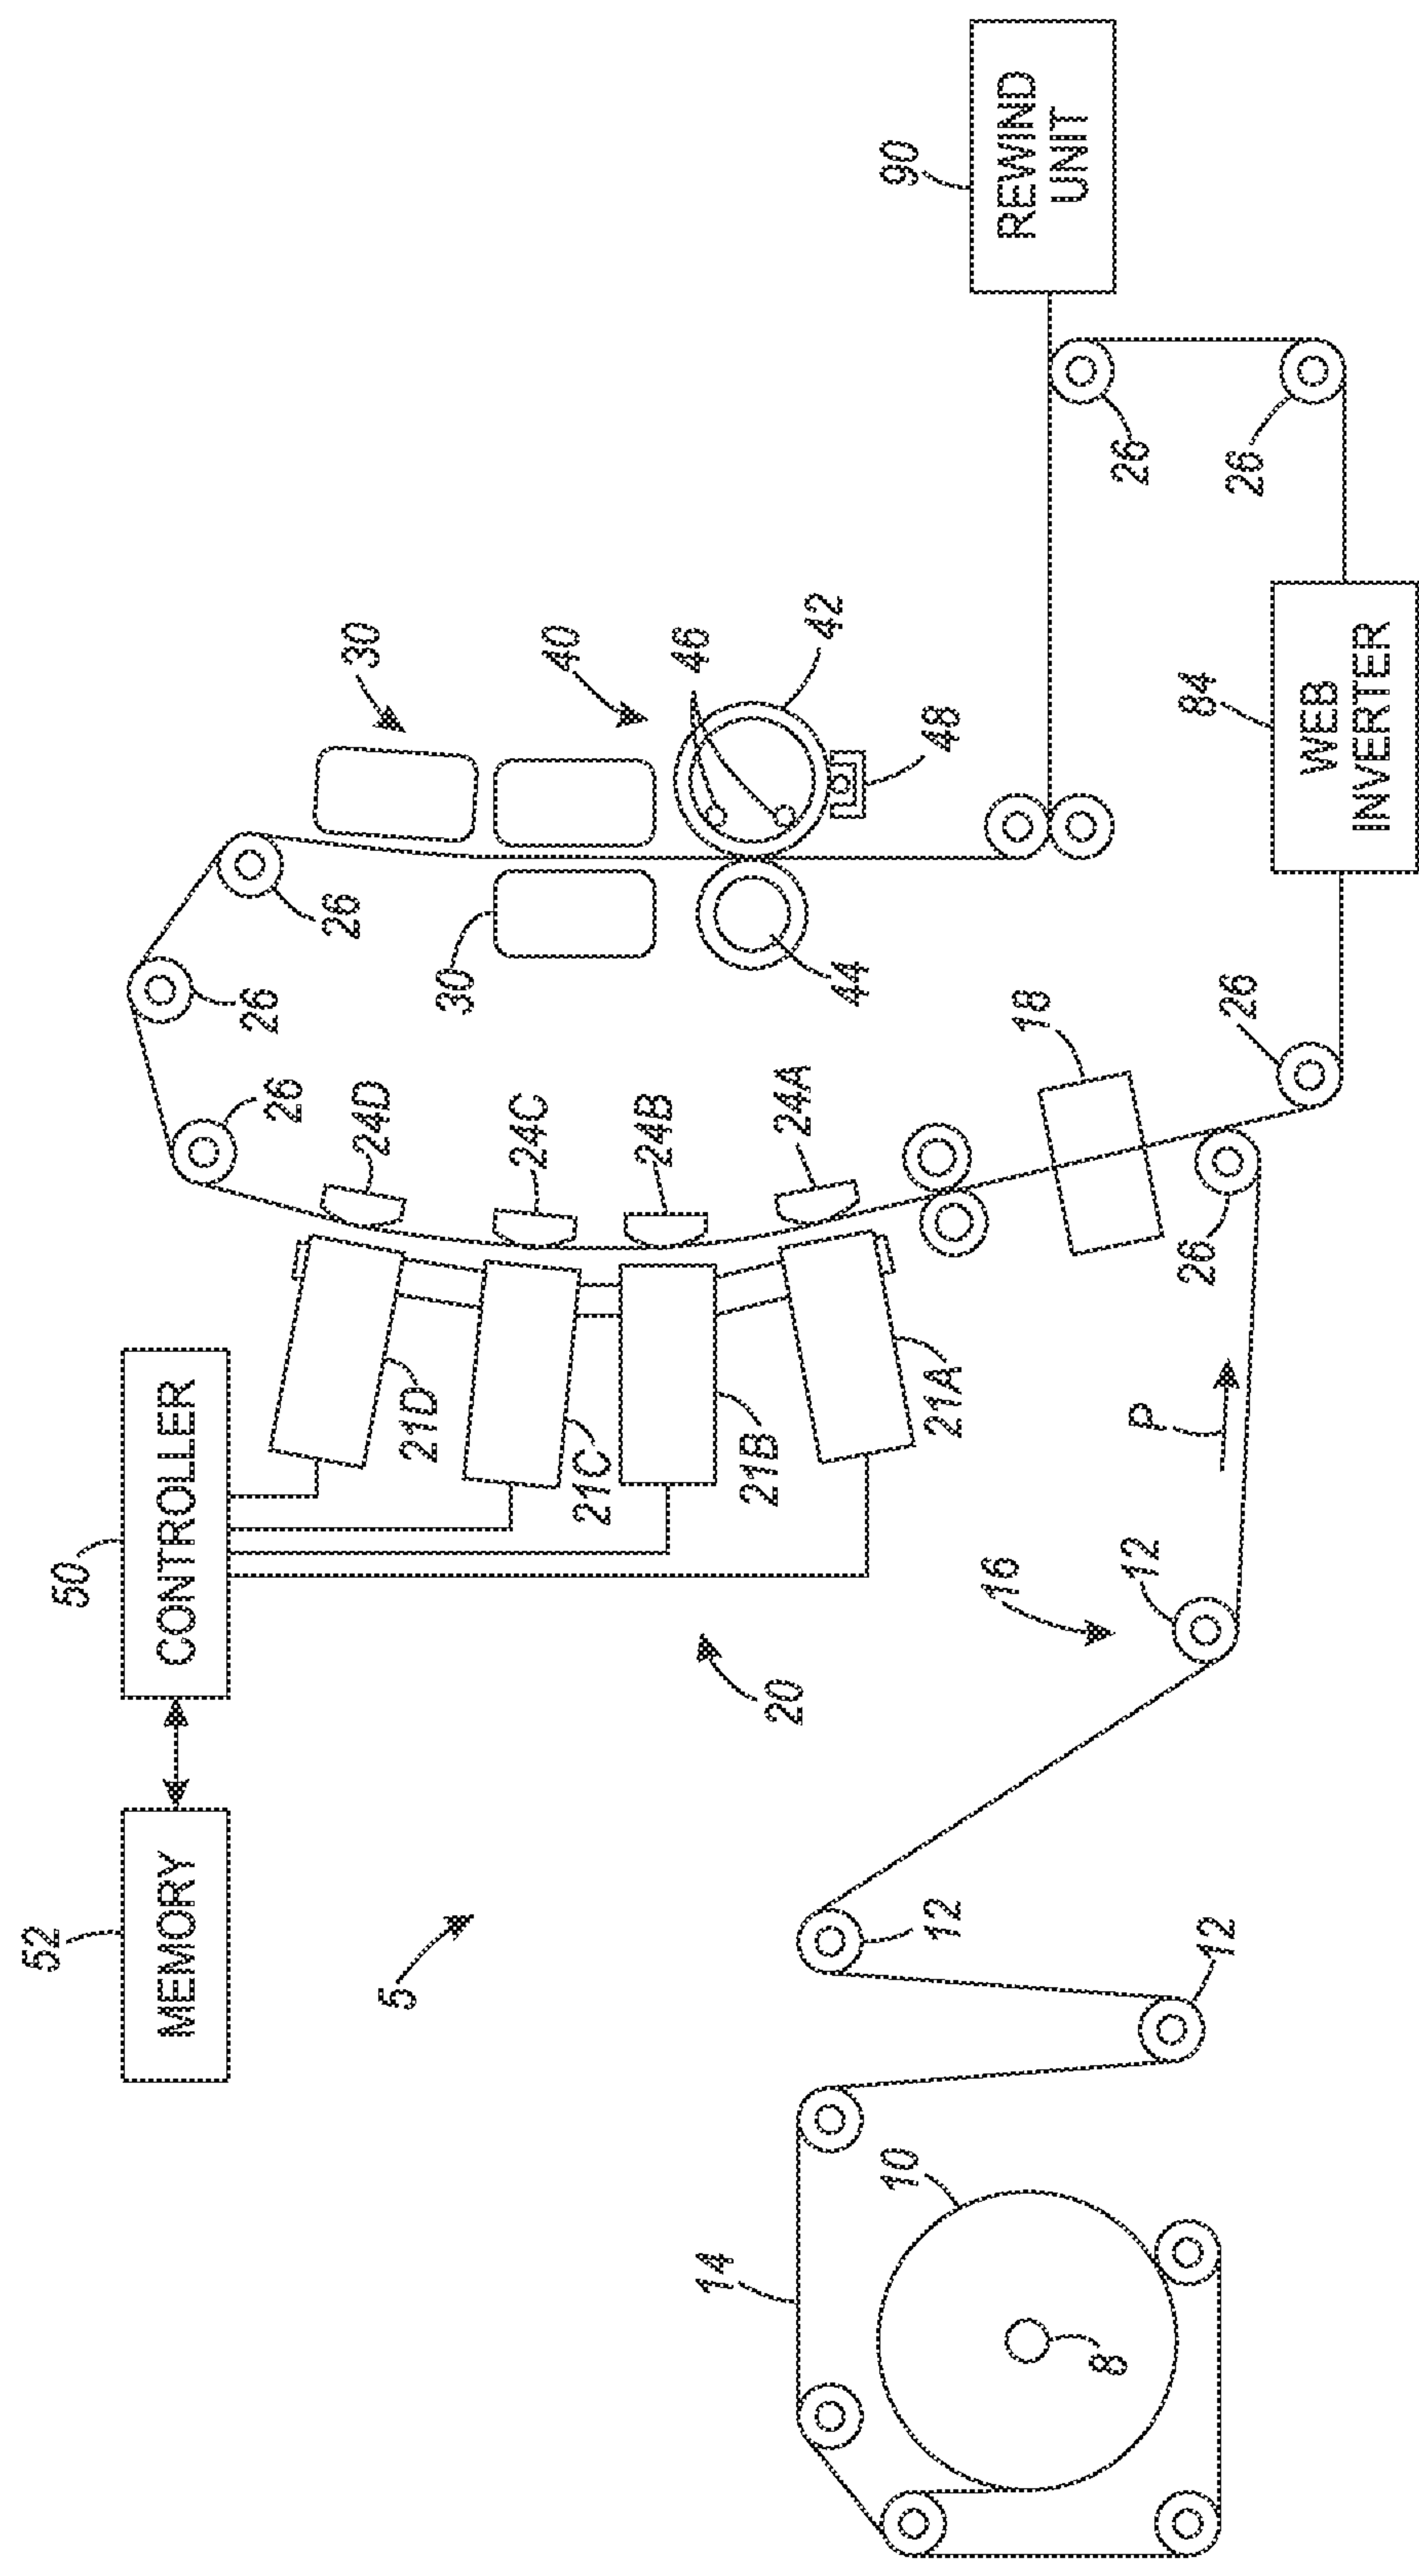 52
MEMORY
50
CONTROLLER
5
20
21D
21C
21B
21A
24D
24C
24B
24A
26
26
26
30
30
40
46
42
48
44
90
REWIND
UNIT
26
26
84
WEB
INVERTER
26
18
26
P
16
12
12
12
14
10
8